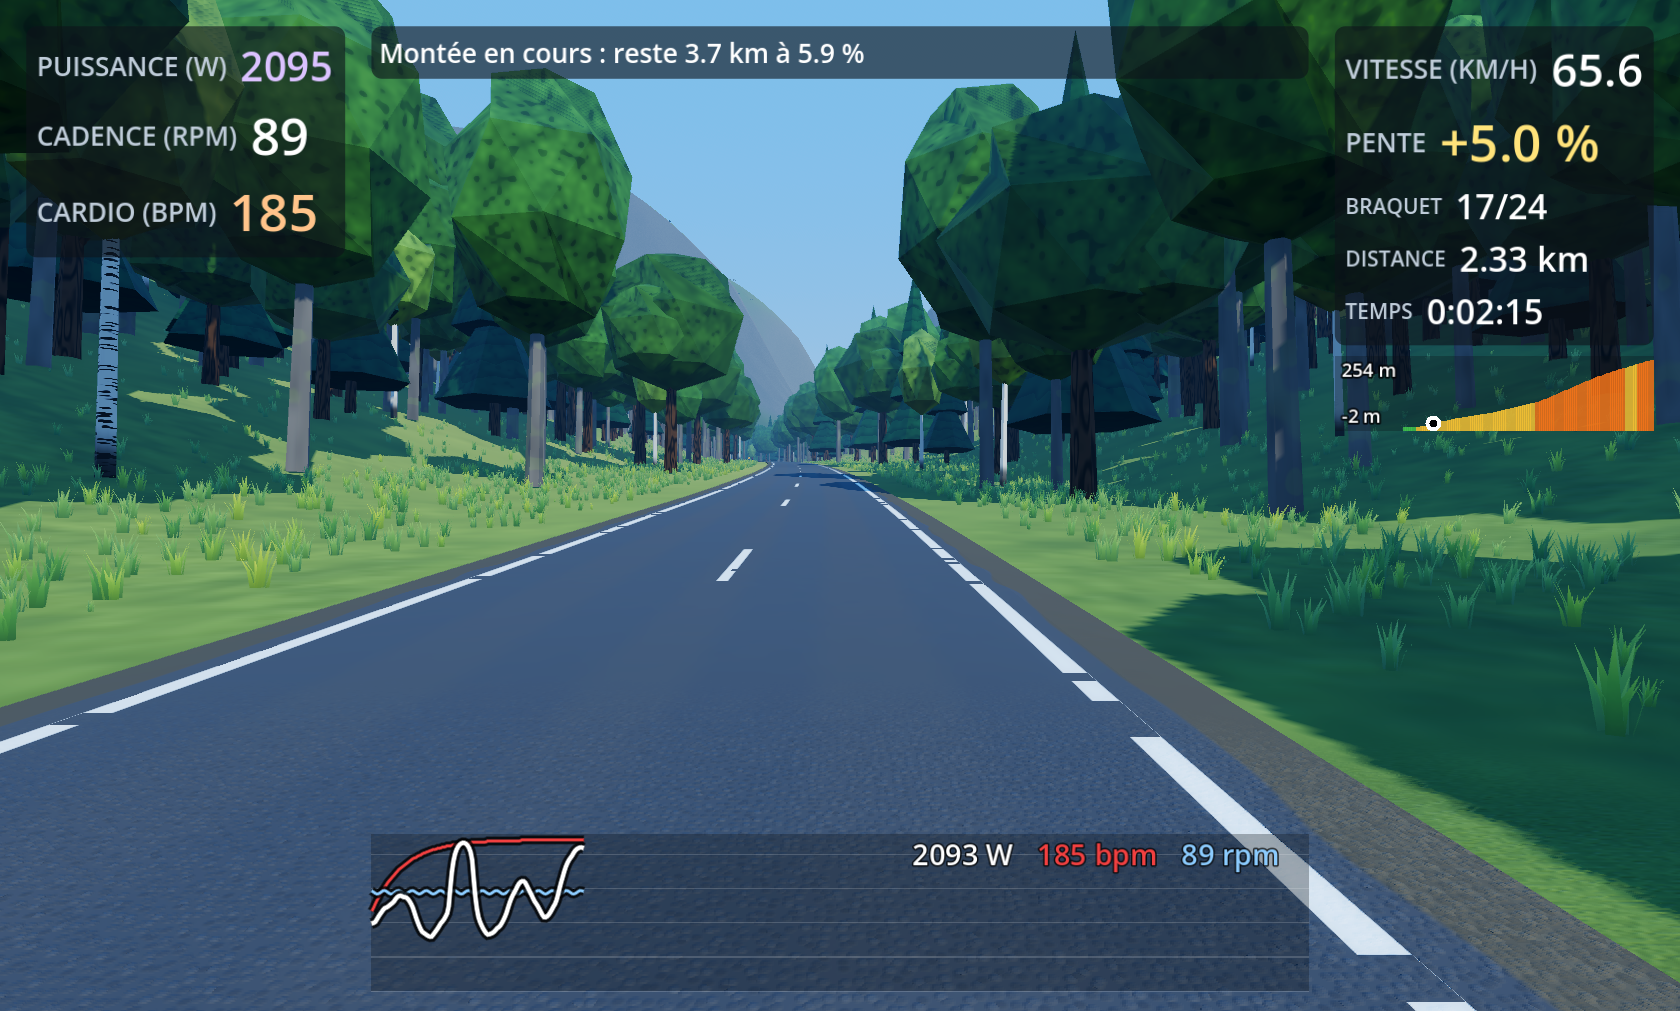 PUISSANCE (W) 2095
CADENCE (RPM) 89
CARDIO (BPM) 185
Montée en cours : reste 3.7 km à 5.9 %
VITESSE (KM/H) 65.6
PENTE +5.0 %
BRAQUET 17/24
DISTANCE 2.33 km
TEMPS 0:02:15
254 m
-2 m
2093 W 185 bpm 89 rpm